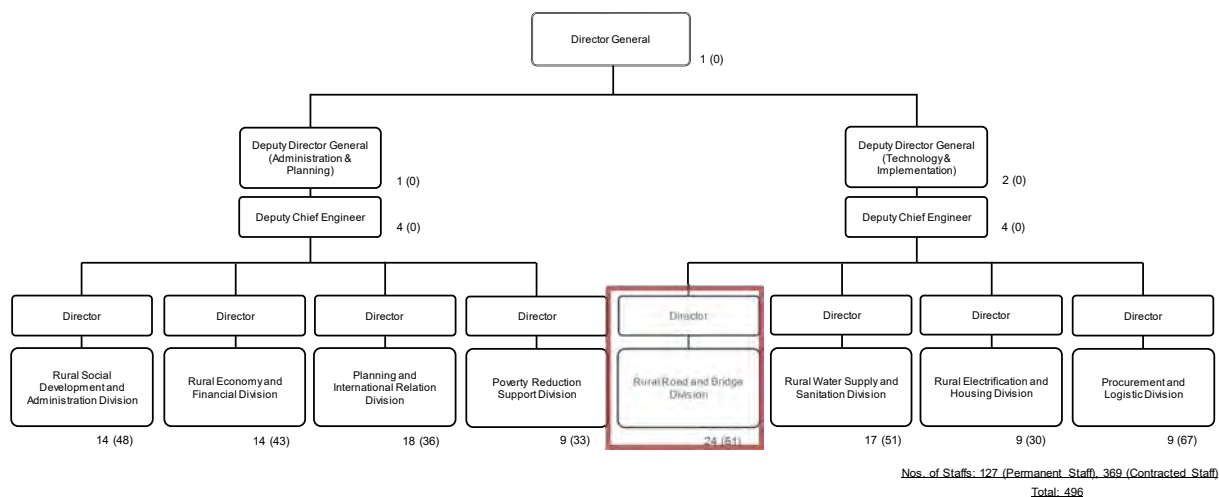 Director General
1 (0)
Deputy Director General
(Administration &
Planning)
1 (0)
Deputy Director General
(Technology &
Implementation)
2 (0)
Deputy Chief Engineer
4 (0)
Deputy Chief Engineer
4 (0)
Director
Director
Director
Director
Director
Director
Director
Director
Rural Social
Development and
Administration Division
14 (48)
Rural Economy and
Financial Division
14 (43)
Planning and
International Relation
Division
18 (36)
Poverty Reduction
Support Division
9 (33)
Rural Road and Bridge
Division
24 (61)
Rural Water Supply and
Sanitation Division
17 (51)
Rural Electrification and
Housing Division
9 (30)
Procurement and
Logistic Division
9 (67)
Nos. of Staffs: 127 (Permanent Staff), 369 (Contracted Staff)
Total: 496